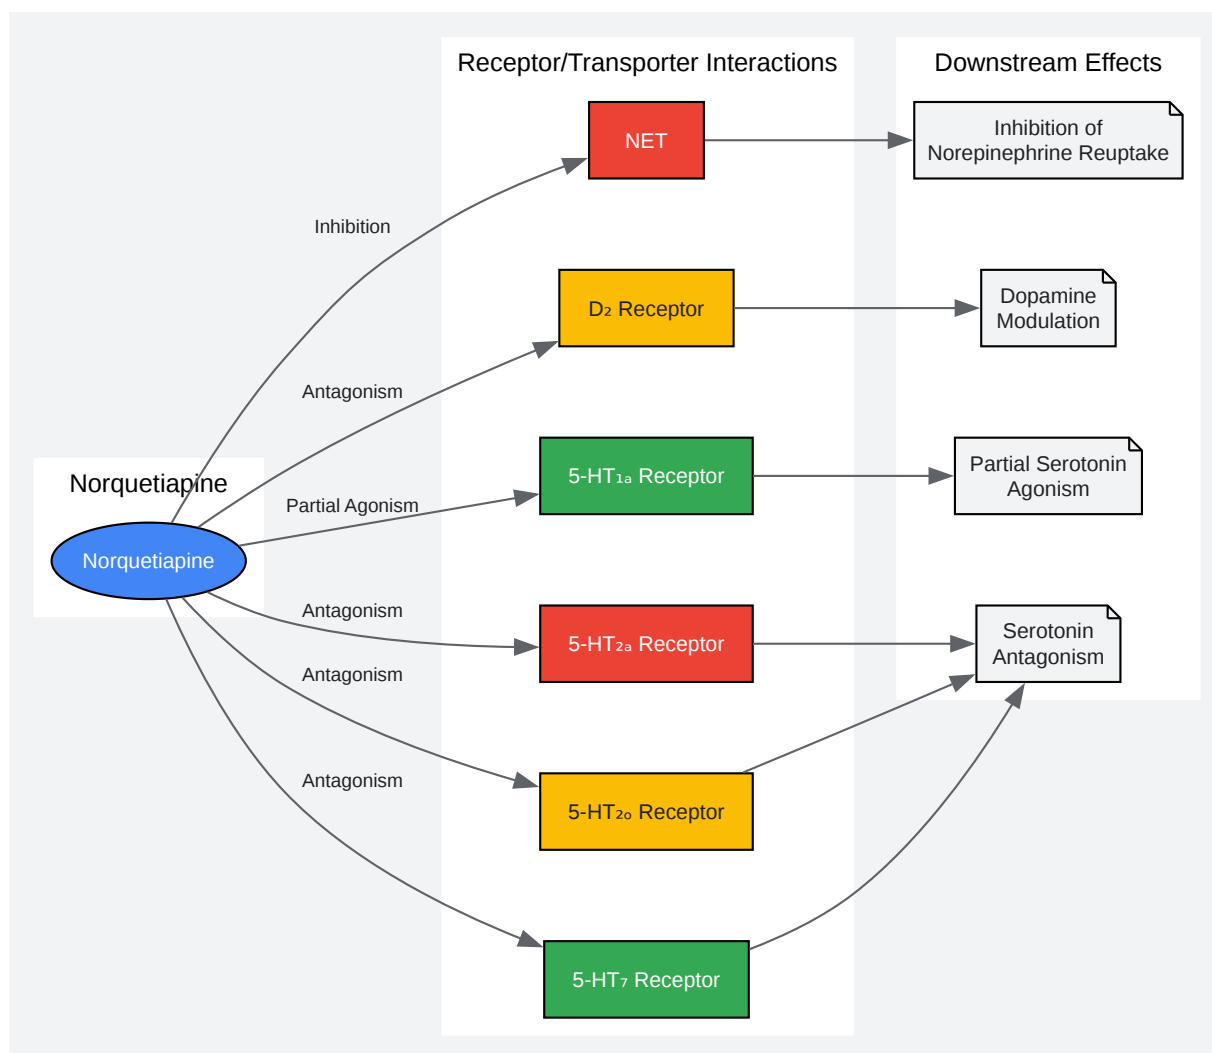 Receptor/Transporter Interactions
Downstream Effects
NET
Inhibition of
Norepinephrine Reuptake
Inhibition
D₂ Receptor
Dopamine
Modulation
Antagonism
5-HT₁ₐ Receptor
Partial Serotonin
Agonism
Norquetiapine
Partial Agonism
Norquetiapine
Antagonism
5-HT₂ₐ Receptor
Serotonin
Antagonism
Antagonism
5-HT₂ₒ Receptor
Antagonism
5-HT₇ Receptor